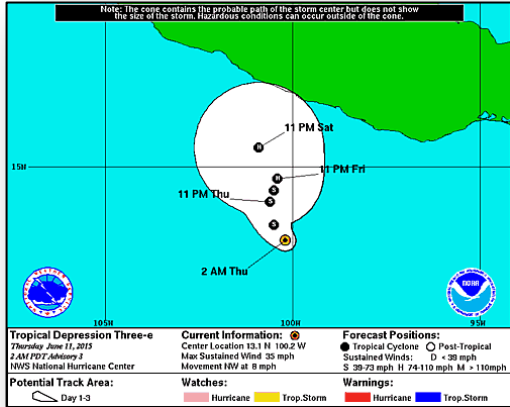 Note: The cone contains the probable path of the storm center but does not show
the size of the storm. Hazardous conditions can occur outside of the cone.
11 PM Sat
15N
11 PM Fri
11 PM Thu
2 AM Thu
NOAA
105W
100W
95W
Tropical Depression Three-e
Thursday June 11, 2015
2 AM PDT Advisory 3
NWS National Hurricane Center
Current Information:
Center Location 13.1 N 100.2 W
Max Sustained Wind 35 mph
Movement NW at 8 mph
Forecast Positions:
Tropical Cyclone Post-Tropical
Sustained Winds: D < 39 mph
S 39-73 mph H 74-110 mph M > 110mph
Potential Track Area:
Day 1-3
Watches:
Hurricane Trop.Storm
Warnings:
Hurricane Trop.Storm